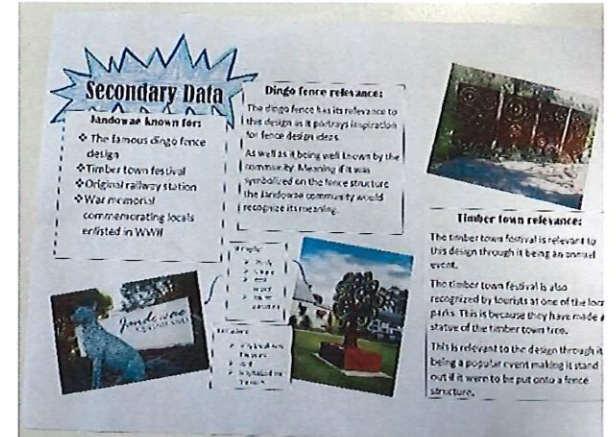 Secondary Data
Jandowae known for:
❖ The famous dingo fence
design
❖ Timber town festival
❖ Original railway station
❖ War memorial
commemorating locals
enlisted in WWII
Dingo fence relevance:
The dingo fence has its relevance to
this design as it portrays inspiration
for fence design ideas.
As well as it being well known by the
community. Meaning if it was
symbolized on the fence structure
the Jandowae community would
recognize its meaning.
Jandowae
Timber town relevance:
The timber town festival is relevant to
this design through it being an annual
event.
The timber town festival is also
recognized by tourists at one of the
parks. This is because they have made a
statue of the timber town tree.
This is relevant to the design through it
being a popular event making it stand
out if it were to be put onto a fence
structure.